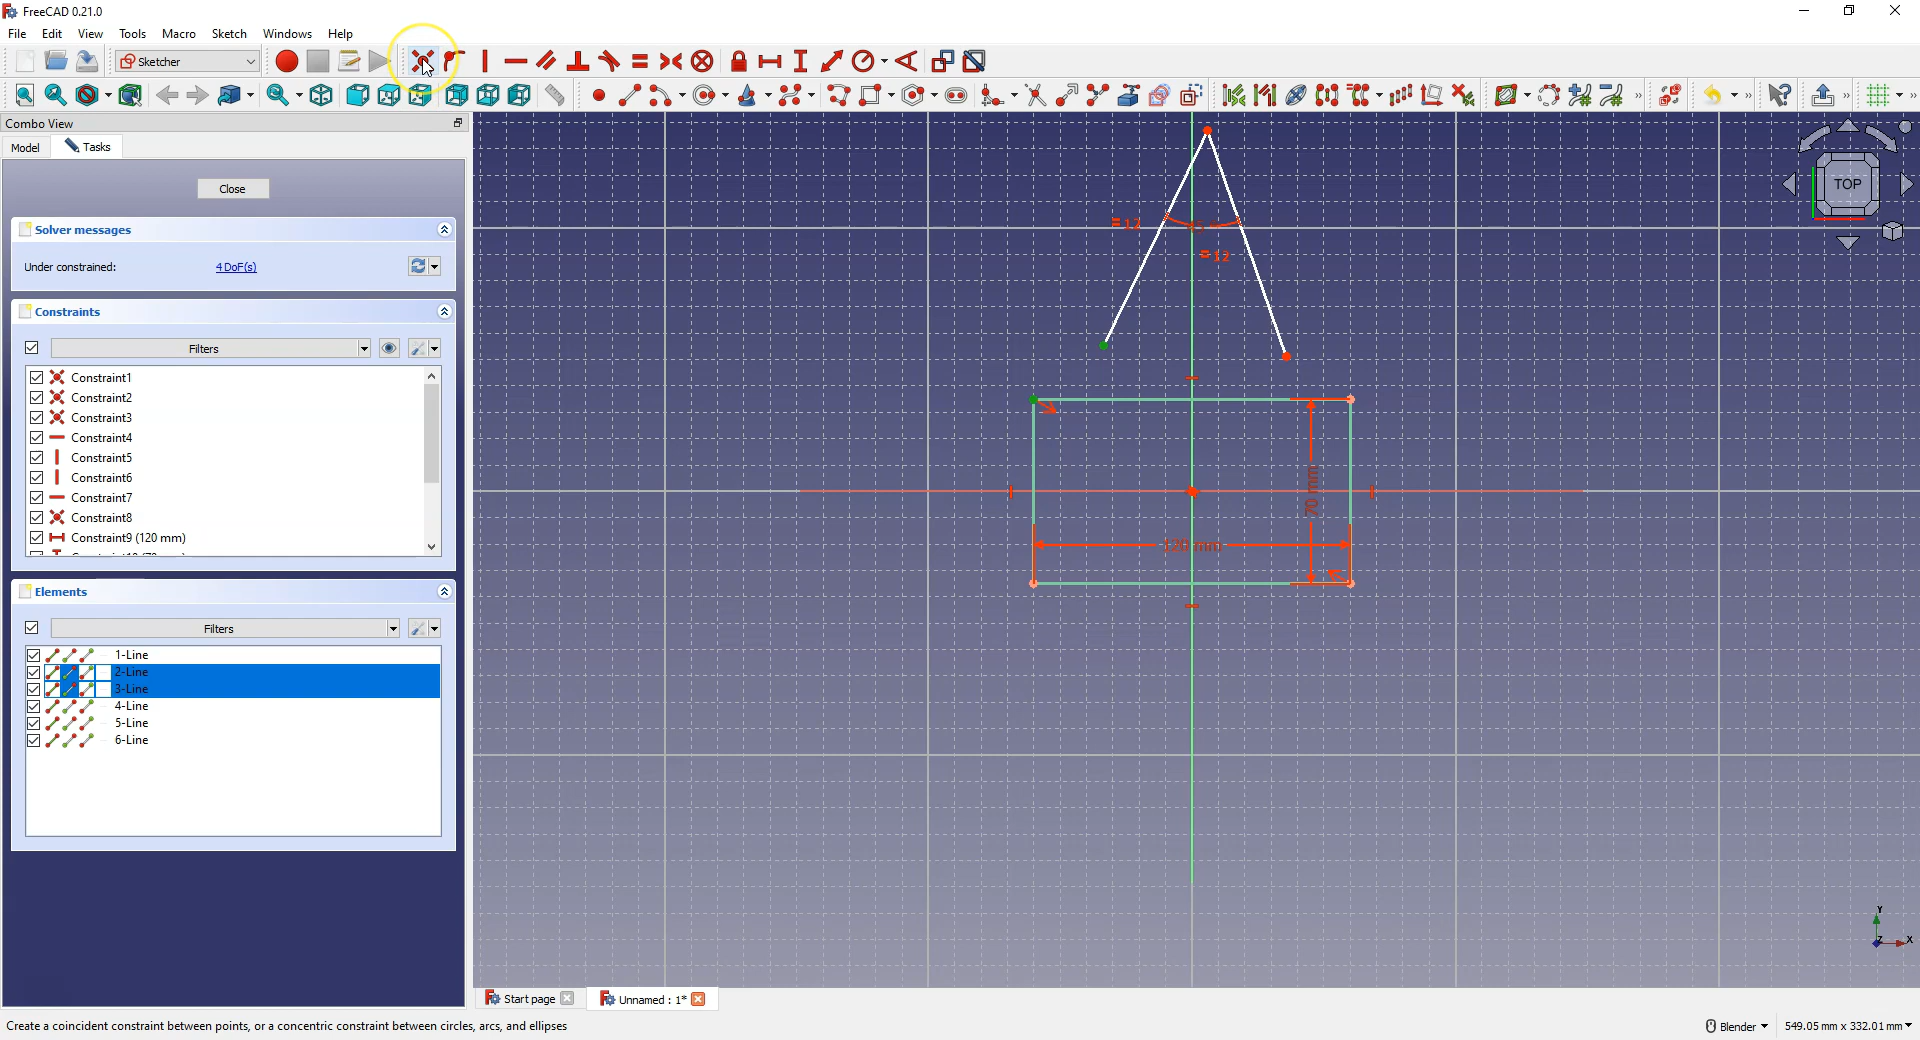 FreeCAD 0.21.0
File Edit View Tools Macro Sketch Windows Help
Sketcher
Combo View
Model Tasks
Close
Solver messages
Under constrained: 4 DoF(s)
Constraints
Filters
Constraint1
Constraint2
Constraint3
Constraint4
Constraint5
Constraint6
Constraint7
Constraint8
Constraint9 (120 mm)
Elements
Filters
1-Line
2-Line
3-Line
4-Line
5-Line
6-Line
=12
=12
70 mm
120 mm
TOP
Y
Z
X
Start page
Unnamed : 1*
Create a coincident constraint between points, or a concentric constraint between circles, arcs, and ellipses
Blender
549.05 mm x 332.01 mm